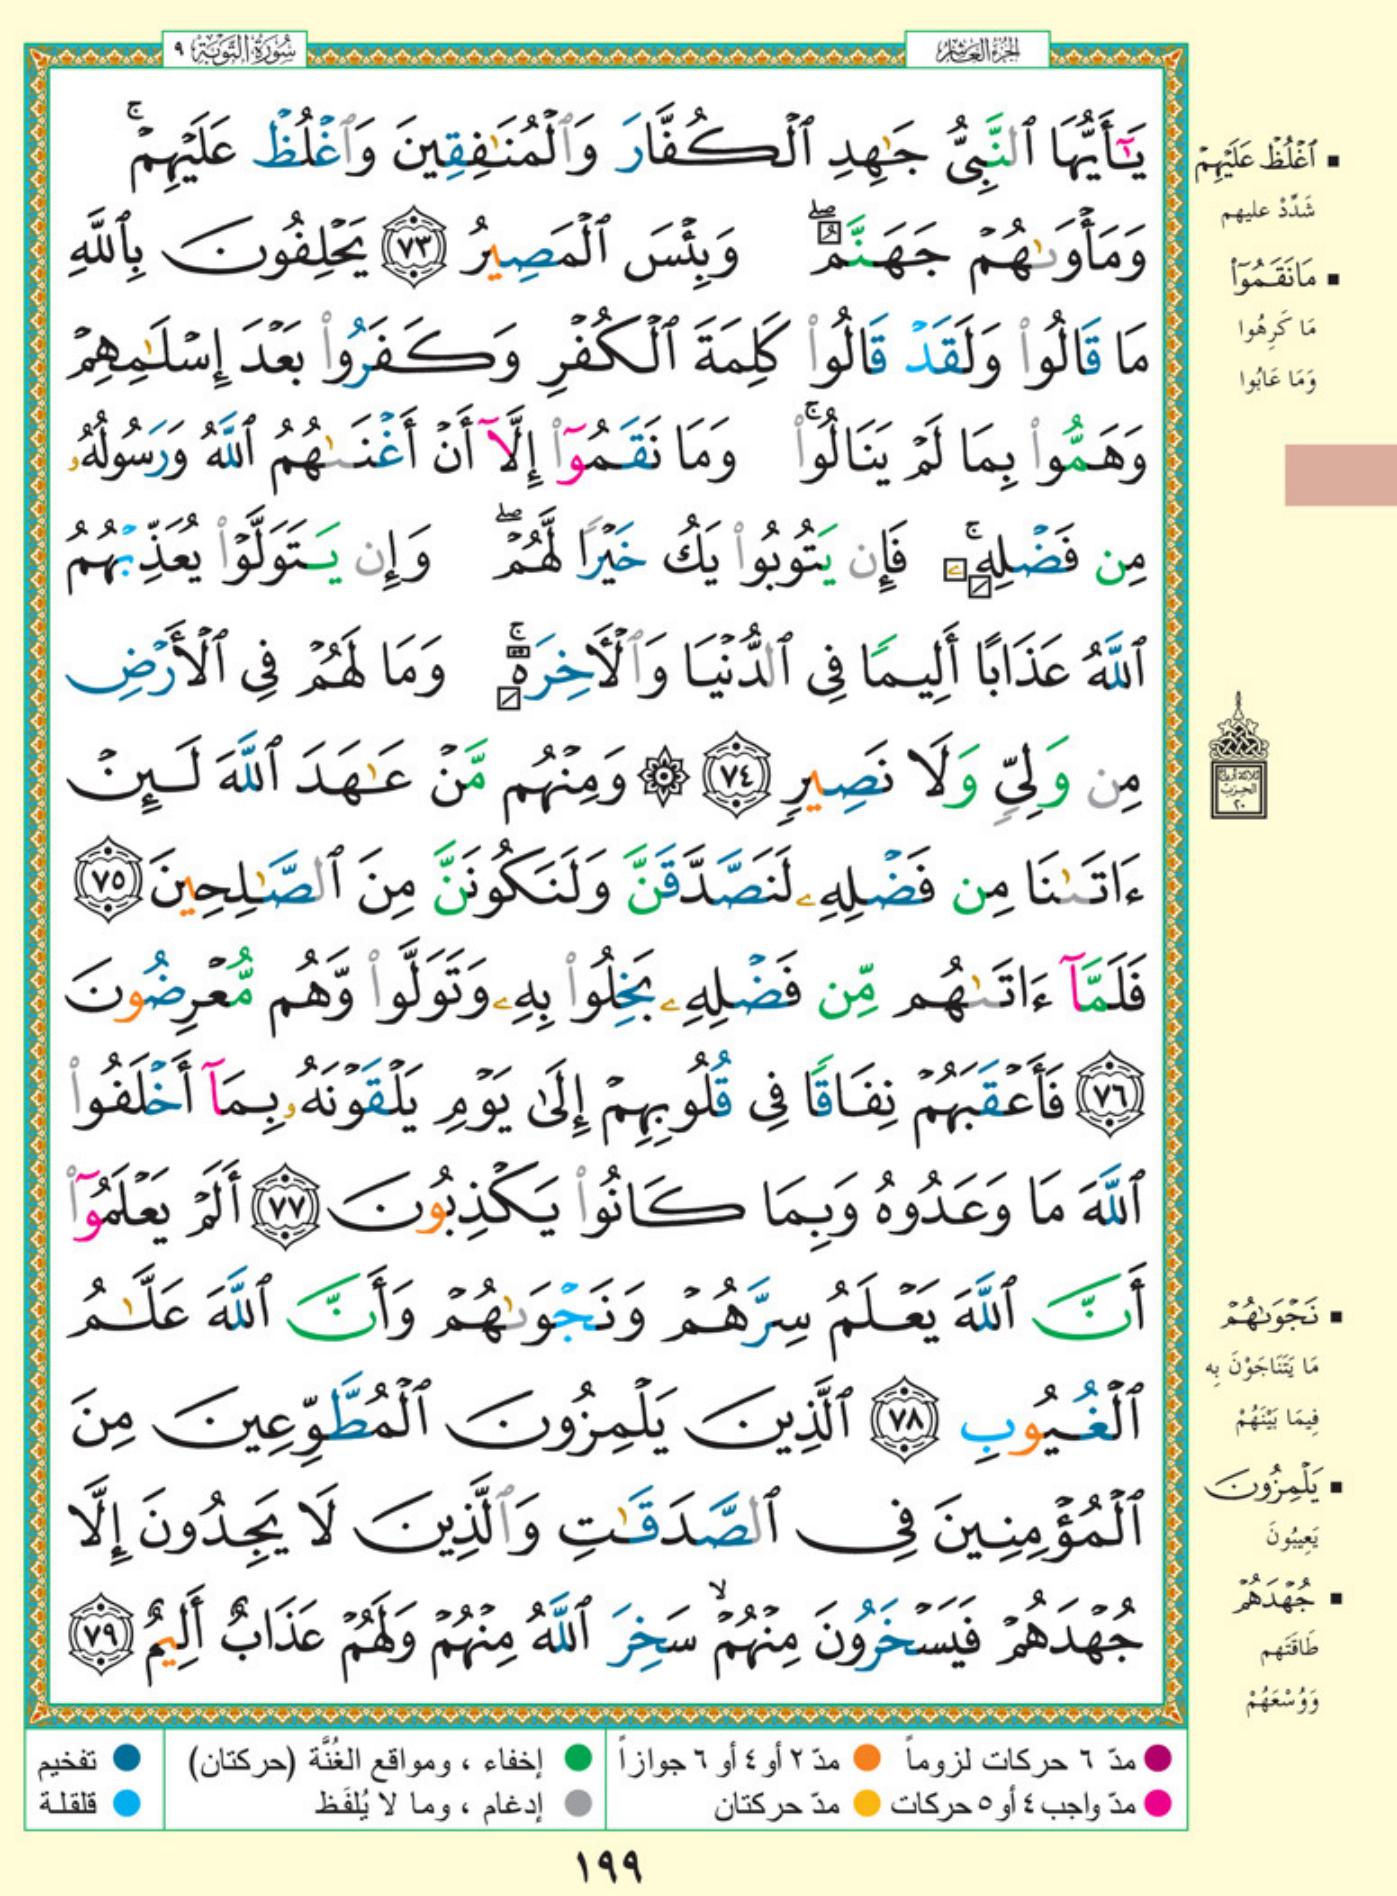 سُورَةُ التَّوبَة ٩
الجُزْءُ العَاشِر
يَٰٓأَيُّهَا ٱلنَّبِىُّ جَٰهِدِ ٱلْكُفَّارَ وَٱلْمُنَٰفِقِينَ وَٱغْلُظْ عَلَيْهِمْ ۚ
وَمَأْوَىٰهُمْ جَهَنَّمُ ۖ وَبِئْسَ ٱلْمَصِيرُ ٧٣ يَحْلِفُونَ بِٱللَّهِ
مَا قَالُوا۟ وَلَقَدْ قَالُوا۟ كَلِمَةَ ٱلْكُفْرِ وَكَفَرُوا۟ بَعْدَ إِسْلَٰمِهِمْ
وَهَمُّوا۟ بِمَا لَمْ يَنَالُوا۟ ۚ وَمَا نَقَمُوٓا۟ إِلَّآ أَنْ أَغْنَىٰهُمُ ٱللَّهُ وَرَسُولُهُۥ
مِن فَضْلِهِۦ ۚ فَإِن يَتُوبُوا۟ يَكُ خَيْرًا لَّهُمْ ۖ وَإِن يَتَوَلَّوْا۟ يُعَذِّبْهُمُ
ٱللَّهُ عَذَابًا أَلِيمًا فِى ٱلدُّنْيَا وَٱلْأَخِرَةِ ۚ وَمَا لَهُمْ فِى ٱلْأَرْضِ
مِن وَلِىٍّ وَلَا نَصِيرٍ ٧٤ ۞ وَمِنْهُم مَّنْ عَٰهَدَ ٱللَّهَ لَئِنْ
ءَاتَىٰنَا مِن فَضْلِهِۦ لَنَصَّدَّقَنَّ وَلَنَكُونَنَّ مِنَ ٱلصَّٰلِحِينَ ٧٥
فَلَمَّآ ءَاتَىٰهُم مِّن فَضْلِهِۦ بَخِلُوا۟ بِهِۦ وَتَوَلَّوا۟ وَّهُم مُّعْرِضُونَ
٧٦ فَأَعْقَبَهُمْ نِفَاقًا فِى قُلُوبِهِمْ إِلَىٰ يَوْمِ يَلْقَوْنَهُۥ بِمَآ أَخْلَفُوا۟
ٱللَّهَ مَا وَعَدُوهُ وَبِمَا كَانُوا۟ يَكْذِبُونَ ٧٧ أَلَمْ يَعْلَمُوٓا۟
أَنَّ ٱللَّهَ يَعْلَمُ سِرَّهُمْ وَنَجْوَىٰهُمْ وَأَنَّ ٱللَّهَ عَلَّٰمُ
ٱلْغُيُوبِ ٧٨ ٱلَّذِينَ يَلْمِزُونَ ٱلْمُطَّوِّعِينَ مِنَ
ٱلْمُؤْمِنِينَ فِى ٱلصَّدَقَٰتِ وَٱلَّذِينَ لَا يَجِدُونَ إِلَّا
جُهْدَهُمْ فَيَسْخَرُونَ مِنْهُمْ ۙ سَخِرَ ٱللَّهُ مِنْهُمْ وَلَهُمْ عَذَابٌ أَلِيمٌ ٧٩
▪ ٱغْلُظْ عَلَيْهِمْ
شَدِّدْ عليهم
▪ مَا نَقَمُوٓا۟
مَا كَرِهُوا
وَمَا عَابُوا
ثلاثة أرباع
الحزب
٢٠
▪ نَجْوَىٰهُمْ
مَا يَتَنَاجَوْنَ بِه
فِيمَا بَيْنَهُمْ
▪ يَلْمِزُونَ
يَعِيبُونَ
▪ جُهْدَهُمْ
طَاقَتَهم
وَوُسْعَهُمْ
مدّ ٦ حركات لزوماً
مدّ ٢ أو ٤ أو ٦ جوازاً
مدّ واجب ٤ أو ٥ حركات
مدّ حركتان
إخفاء ، ومواقع الغُنَّة (حركتان)
إدغام ، وما لا يُلفَظ
تفخيم
قلقلة
١٩٩